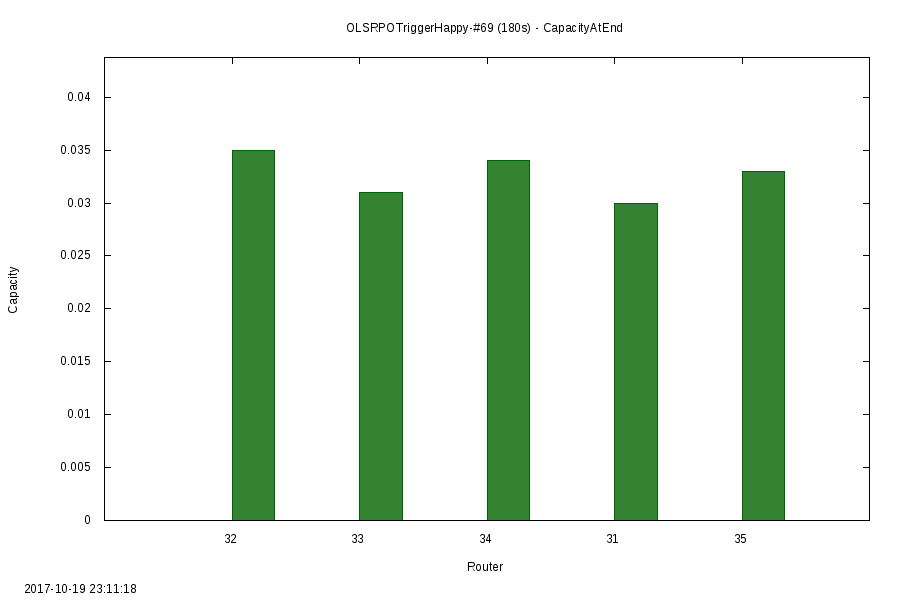 OLSRPOTriggerHappy-#69 (180s) - CapacityAtEnd
0.04
0.035
0.03
0.025
0.02
0.015
0.01
0.005
0
Capacity
32 33 34 31 35
Router
2017-10-19 23:11:18